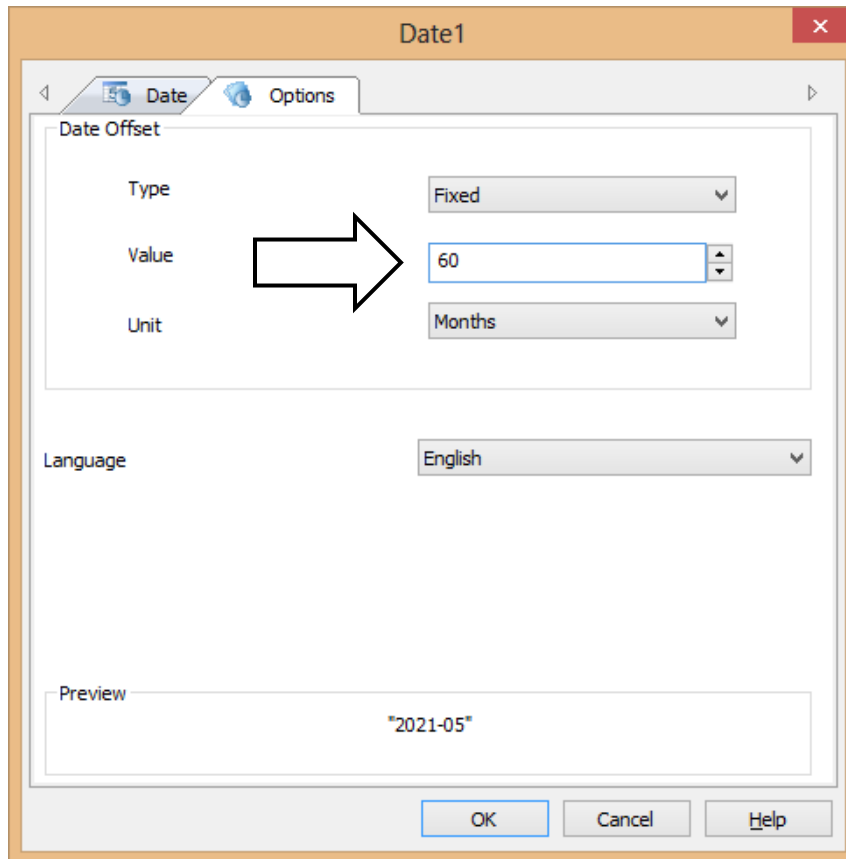 Date1
Date Options
Date Offset
Type Fixed
Value 60
Unit Months
Language English
Preview
"2021-05"
OK Cancel Help